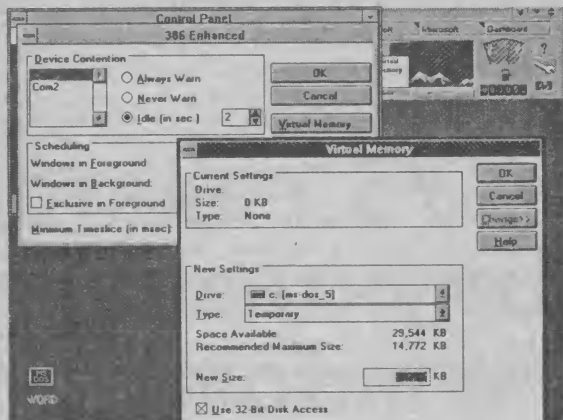 Control Panel
386 Enhanced
Device Contention
Com2
Always Warn
Never Warn
Idle (in sec.)
2
OK
Cancel
Virtual Memory
Scheduling
Windows in Foreground:
Windows in Background:
Exclusive in Foreground
Minimum Timeslice (in msec):
Microsoft
Dashboard
Virtual Memory
Current Settings
Drive:
Size: 0 KB
Type: None
OK
Cancel
Change>>
Help
New Settings
Drive: c: [ms-dos_5]
Type: Temporary
Space Available: 29,544 KB
Recommended Maximum Size: 14,772 KB
New Size: KB
Use 32-Bit Disk Access
MS
DOS
WORD